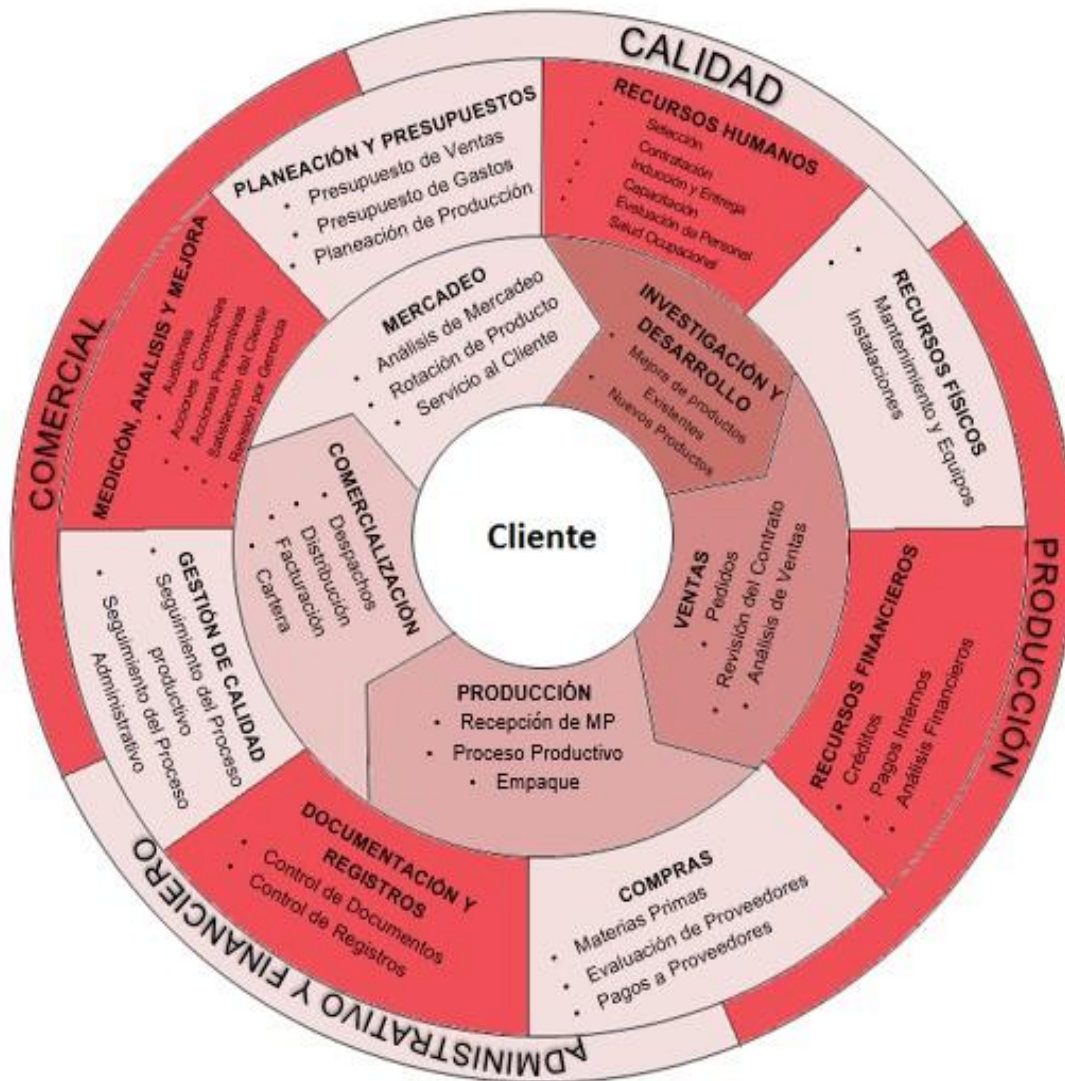 CALIDAD
PRODUCCIÓN
ADMINISTRATIVO Y FINANCIERO
COMERCIAL
PLANEACIÓN Y PRESUPUESTOS
• Presupuesto de Ventas
• Presupuesto de Gastos
• Planeación de Producción
RECURSOS HUMANOS
• Selección
• Contratación
• Inducción y Entrega
• Capacitación
• Evaluación de Personal
• Salud Ocupacional
RECURSOS FÍSICOS
• Mantenimiento y Equipos
• Instalaciones
RECURSOS FINANCIEROS
• Créditos
• Pagos Internos
• Análisis Financieros
COMPRAS
• Materias Primas
• Evaluación de Proveedores
• Pagos a Proveedores
DOCUMENTACIÓN Y
REGISTROS
• Control de Documentos
• Control de Registros
GESTIÓN DE CALIDAD
• Seguimiento del Proceso
productivo
• Seguimiento del Proceso
Administrativo
MEDICIÓN, ANALISIS Y MEJORA
• Auditorias
• Acciones Correctivas
• Acciones Preventivas
• Satisfacción del Cliente
• Revisión por Gerencia
MERCADEO
• Análisis de Mercadeo
• Rotación de Producto
• Servicio al Cliente
INVESTIGACIÓN Y
DESARROLLO
• Mejora de productos
Existentes
• Nuevos Productos
VENTAS
• Pedidos
• Revisión del Contrato
• Análisis de Ventas
PRODUCCIÓN
• Recepción de MP
• Proceso Productivo
• Empaque
COMERCIALIZACIÓN
• Despachos
• Distribución
• Facturación
• Cartera
Cliente